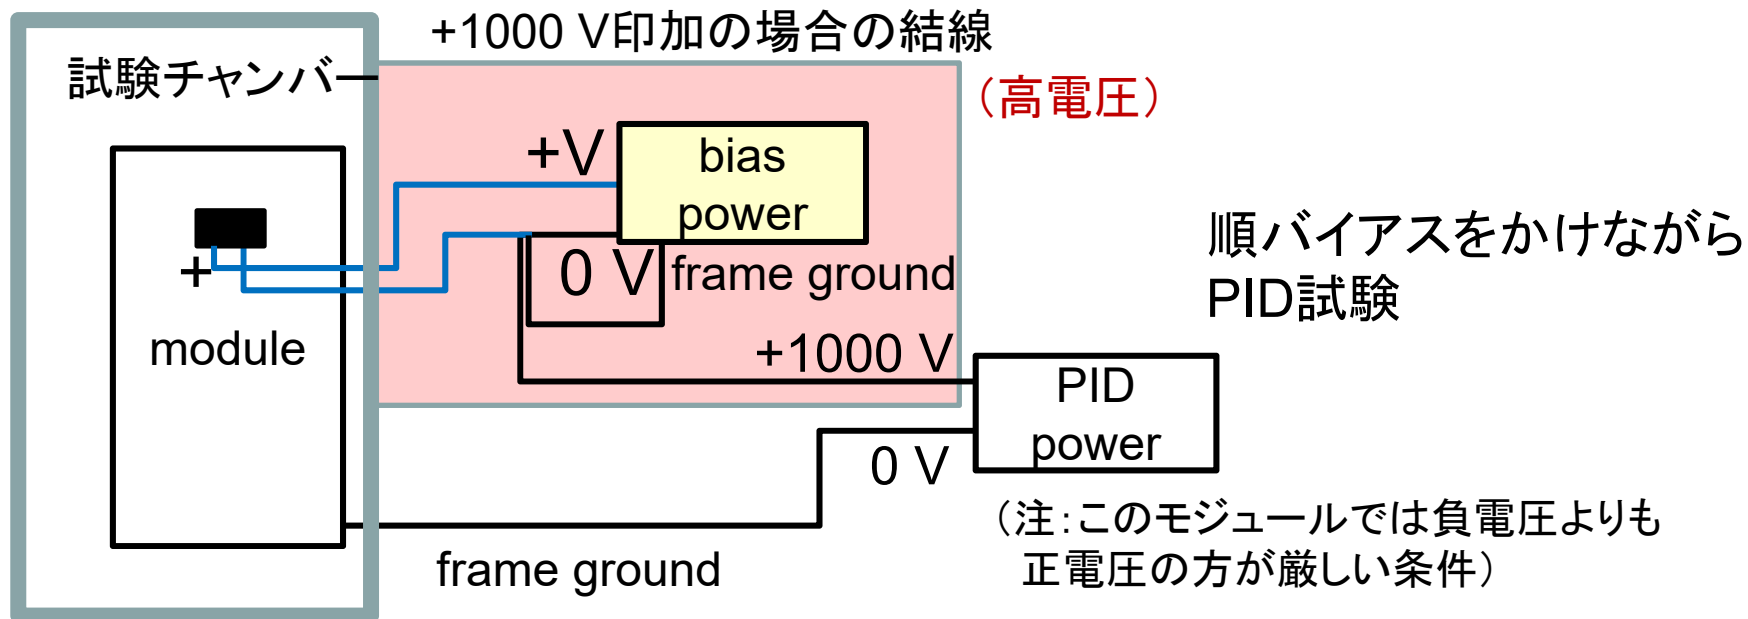 +1000 V印加の場合の結線
試験チャンバー
（高電圧）
+V
bias
power
+
0 V
frame ground
module
+1000 V
順バイアスをかけながら
PID試験
PID
power
0 V
frame ground
（注：このモジュールでは負電圧よりも
正電圧の方が厳しい条件）